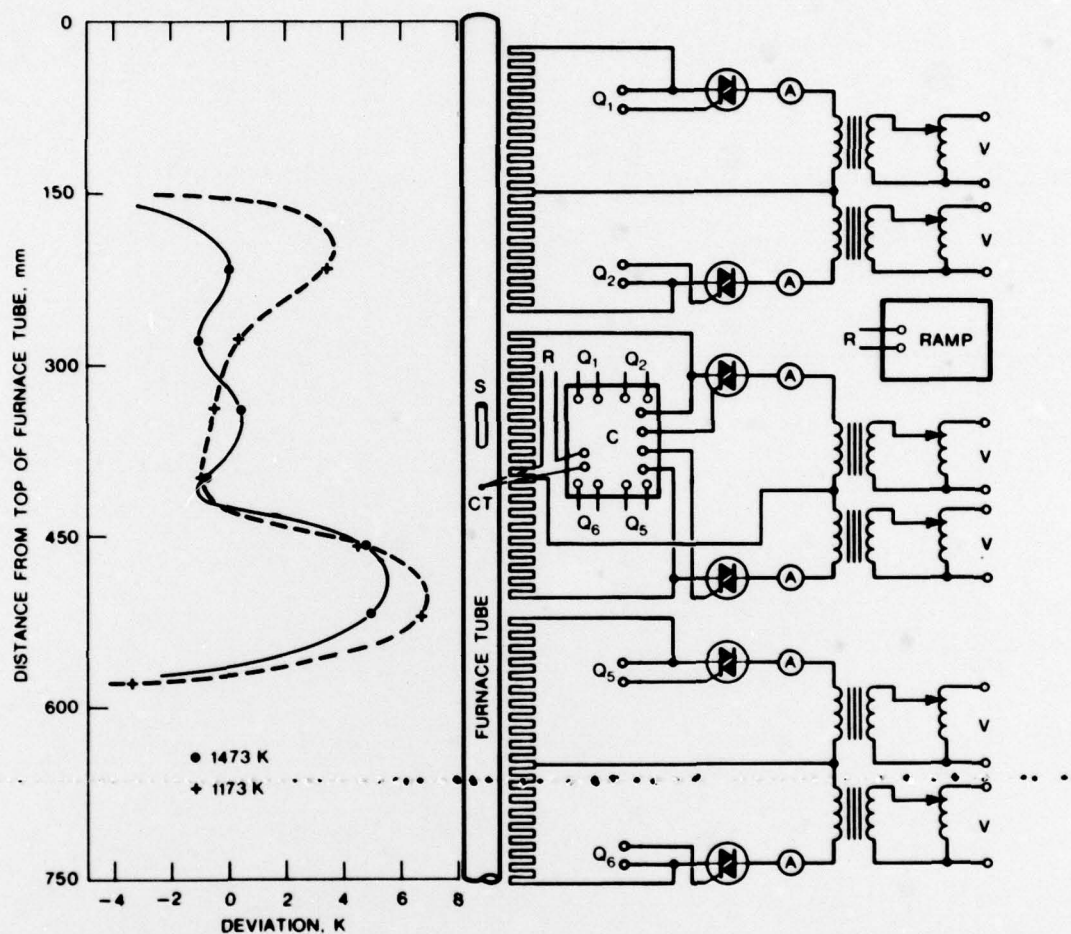 0
150
300
450
600
750
DISTANCE FROM TOP OF FURNACE TUBE, mm
-4 -2 0 2 4 6 8
DEVIATION, K
● 1473 K
+ 1173 K
S
CT
FURNACE TUBE
Q1
A
V
Q2
A
V
R Q1 Q2
C
Q6 Q5
A
V
R RAMP
A
V
Q5
A
V
Q6
A
V